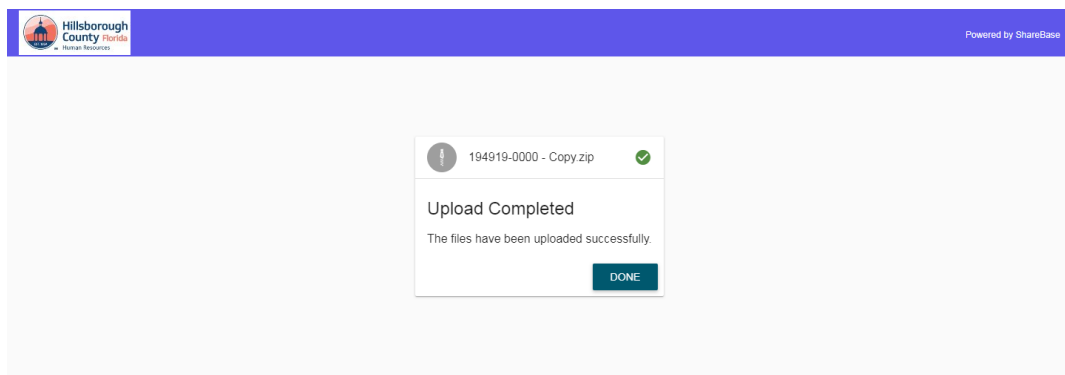 Hillsborough
County Florida
Human Resources
Powered by ShareBase
194919-0000 - Copy.zip
Upload Completed
The files have been uploaded successfully.
DONE